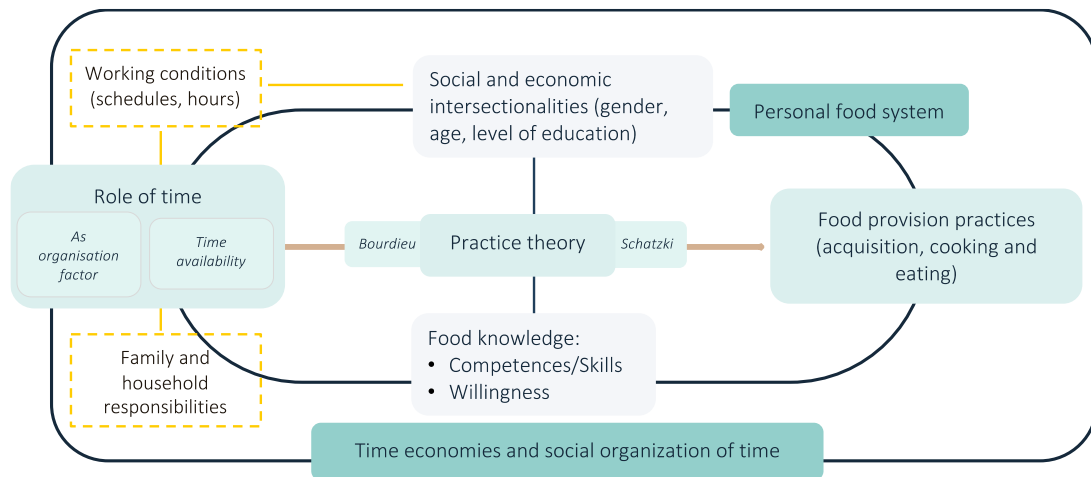 Working conditions
(schedules, hours)
Social and economic
intersectionalities (gender,
age, level of education)
Personal food system
Role of time
As
organisation
factor
Time
availability
Bourdieu
Practice theory
Schatzki
Food provision practices
(acquisition, cooking and
eating)
Family and
household
responsibilities
Food knowledge:
• Competences/Skills
• Willingness
Time economies and social organization of time